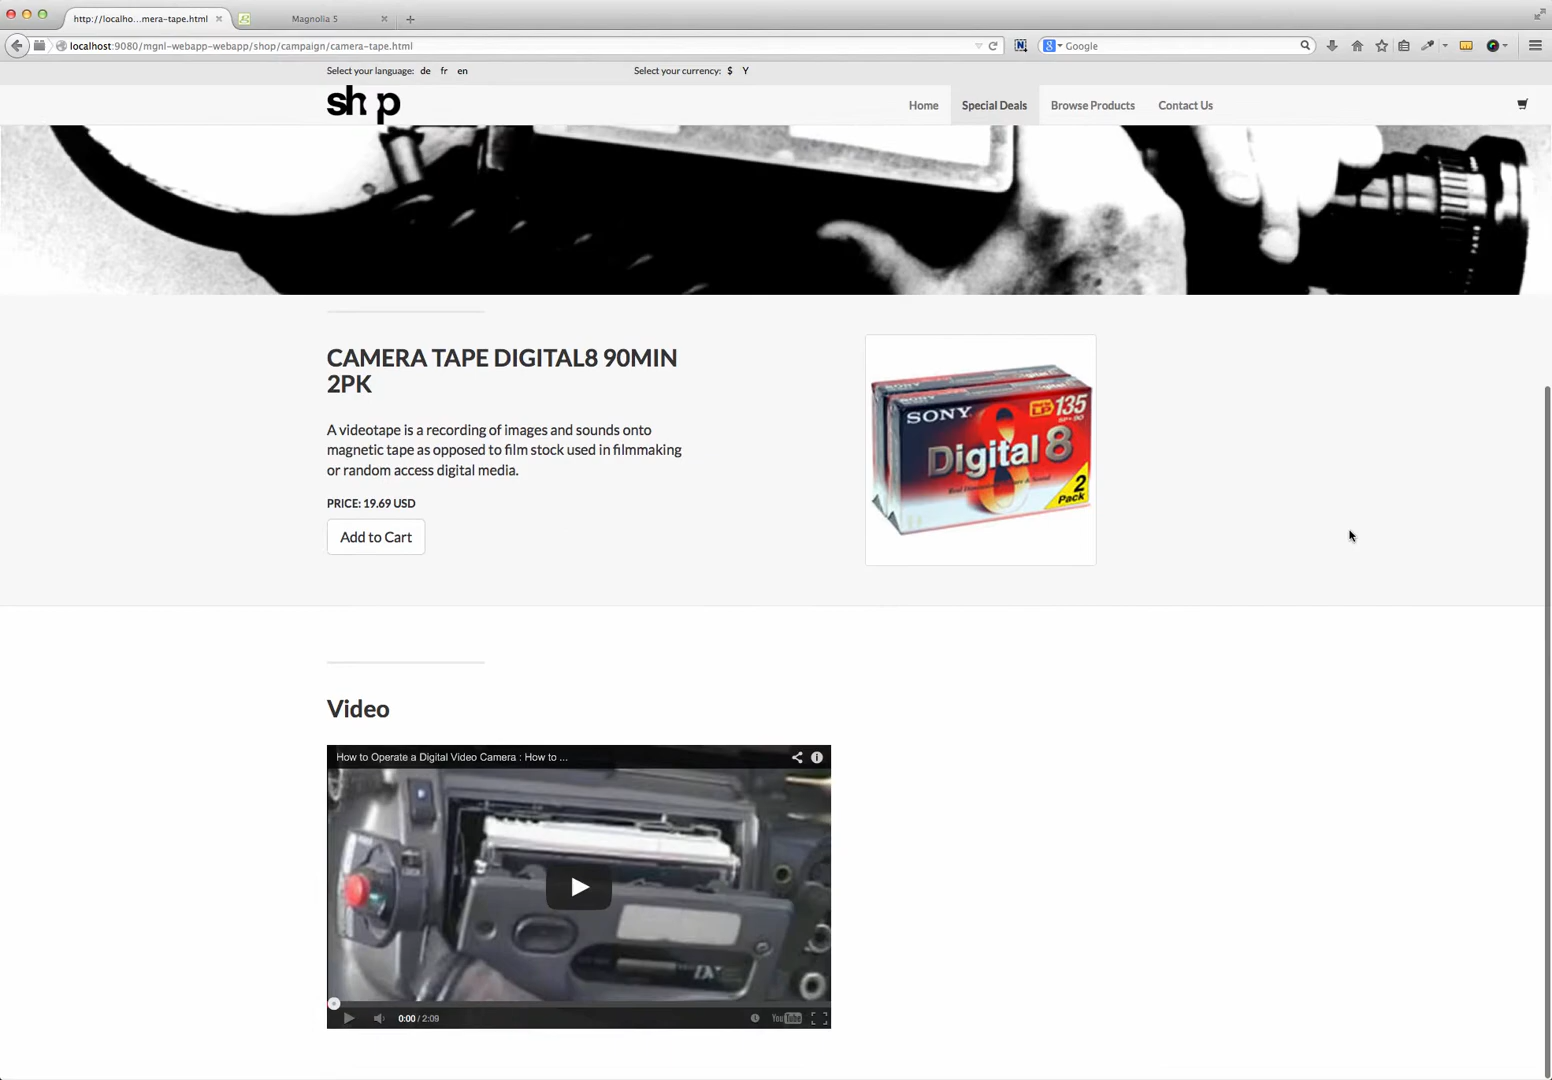 http://localho...mera-tape.html
Magnolia 5
localhost:9080/mgnl-webapp-webapp/shop/campaign/camera-tape.html
Google
Select your language: de fr en
Select your currency: $ Y
shop
Home
Special Deals
Browse Products
Contact Us
CAMERA TAPE DIGITAL8 90MIN
2PK
A videotape is a recording of images and sounds onto
magnetic tape as opposed to film stock used in filmmaking
or random access digital media.
PRICE: 19.69 USD
Add to Cart
SONY
135
Digital 8
2
Pack
Video
How to Operate a Digital Video Camera : How to ...
DV
0:00 / 2:09
YouTube